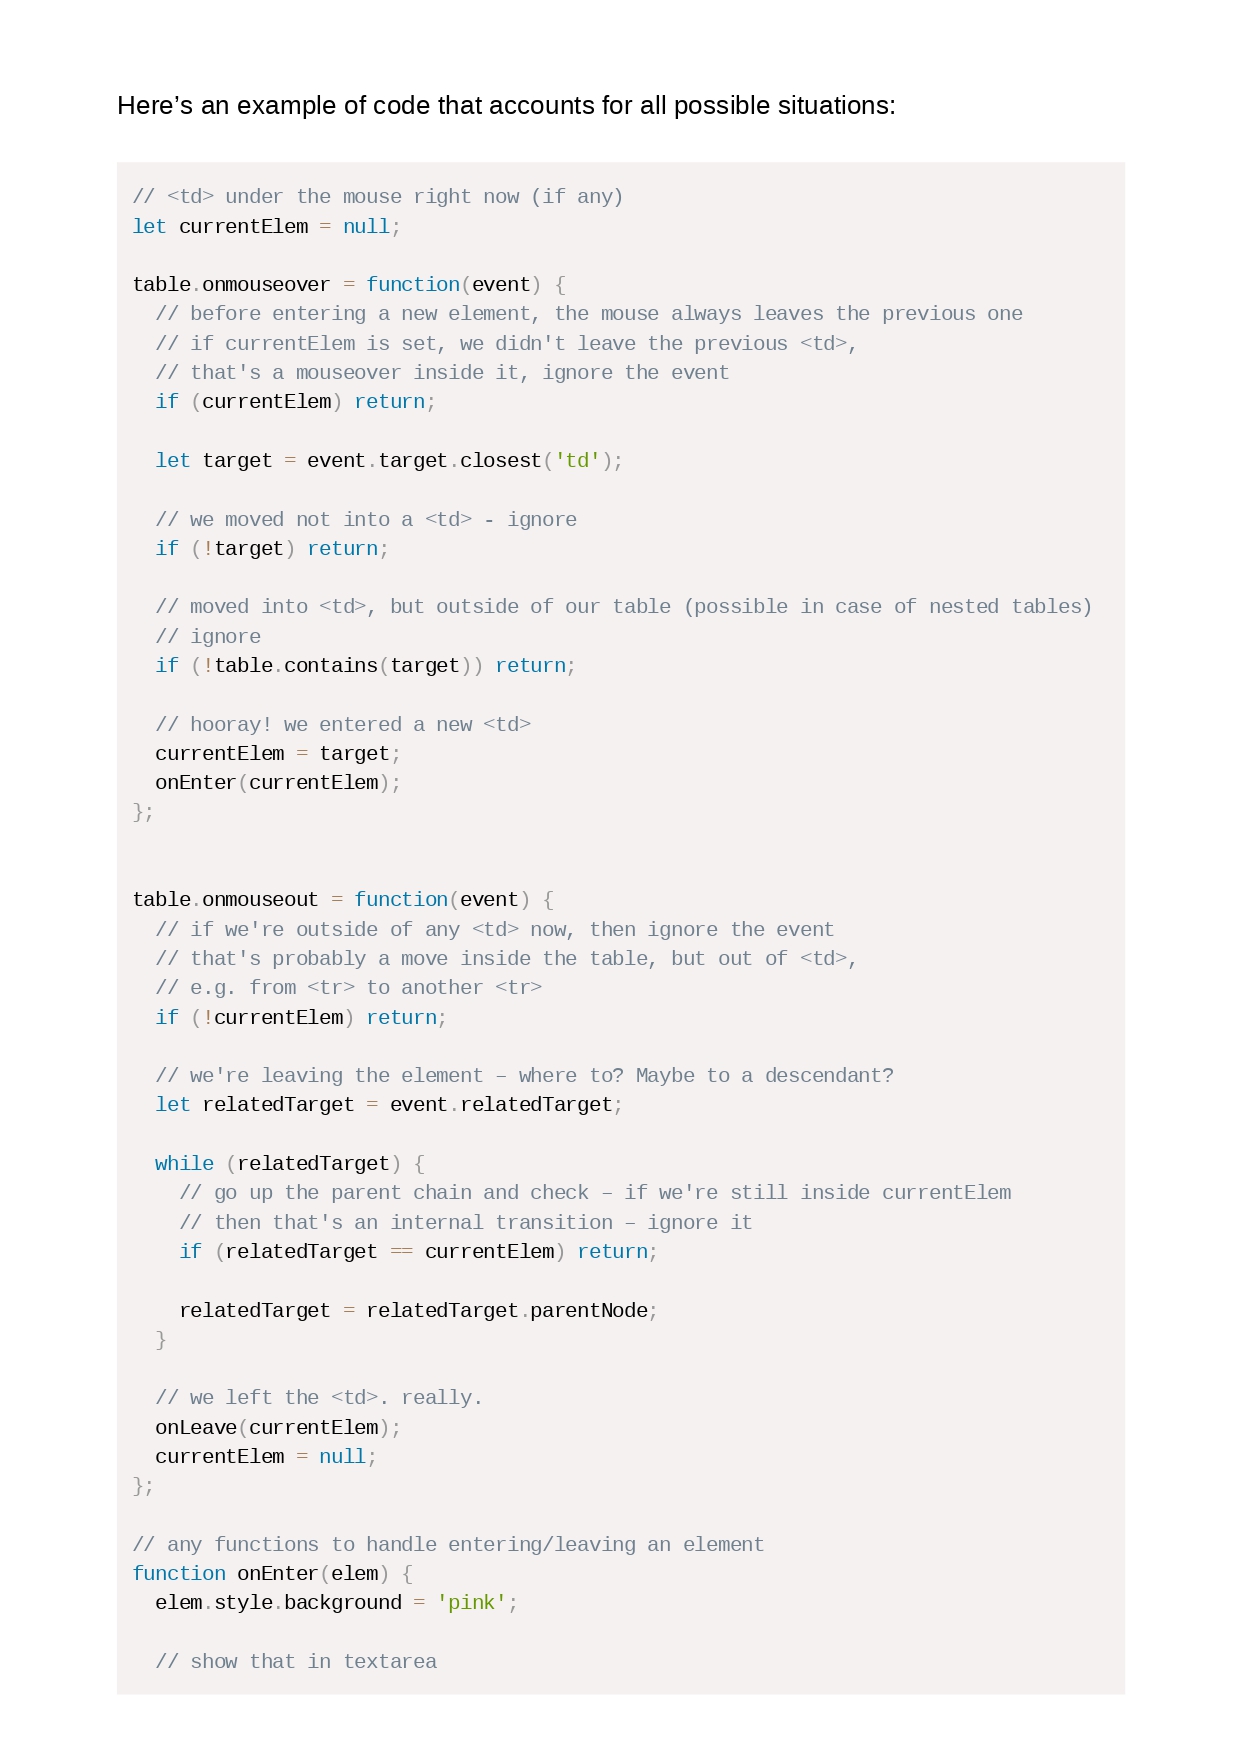 Here’s an example of code that accounts for all possible situations:
// <td> under the mouse right now (if any)
let currentElem = null;
table.onmouseover = function(event) {
// before entering a new element, the mouse always leaves the previous one
// if currentElem is set, we didn't leave the previous <td>,
// that's a mouseover inside it, ignore the event
if (currentElem) return;
let target = event.target.closest('td');
// we moved not into a <td> - ignore
if (!target) return;
// moved into <td>, but outside of our table (possible in case of nested tables)
// ignore
if (!table.contains(target)) return;
// hooray! we entered a new <td>
currentElem = target;
onEnter(currentElem);
};
table.onmouseout = function(event) {
// if we're outside of any <td> now, then ignore the event
// that's probably a move inside the table, but out of <td>,
// e.g. from <tr> to another <tr>
if (!currentElem) return;
// we're leaving the element – where to? Maybe to a descendant?
let relatedTarget = event.relatedTarget;
while (relatedTarget) {
// go up the parent chain and check – if we're still inside currentElem
// then that's an internal transition – ignore it
if (relatedTarget == currentElem) return;
relatedTarget = relatedTarget.parentNode;
}
// we left the <td>. really.
onLeave(currentElem);
currentElem = null;
};
// any functions to handle entering/leaving an element
function onEnter(elem) {
elem.style.background = 'pink';
// show that in textarea